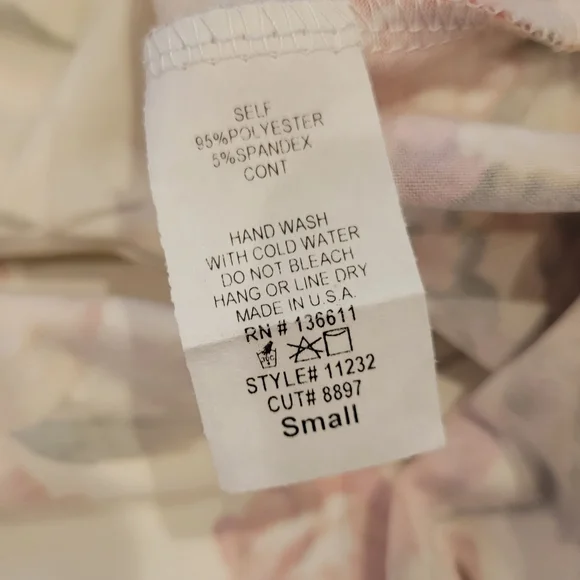 SELF
95%POLYESTER
5%SPANDEX
CONT
HAND WASH
WITH COLD WATER
DO NOT BLEACH
HANG OR LINE DRY
MADE IN U.S.A.
RN # 136611
STYLE# 11232
CUT# 8897
Small